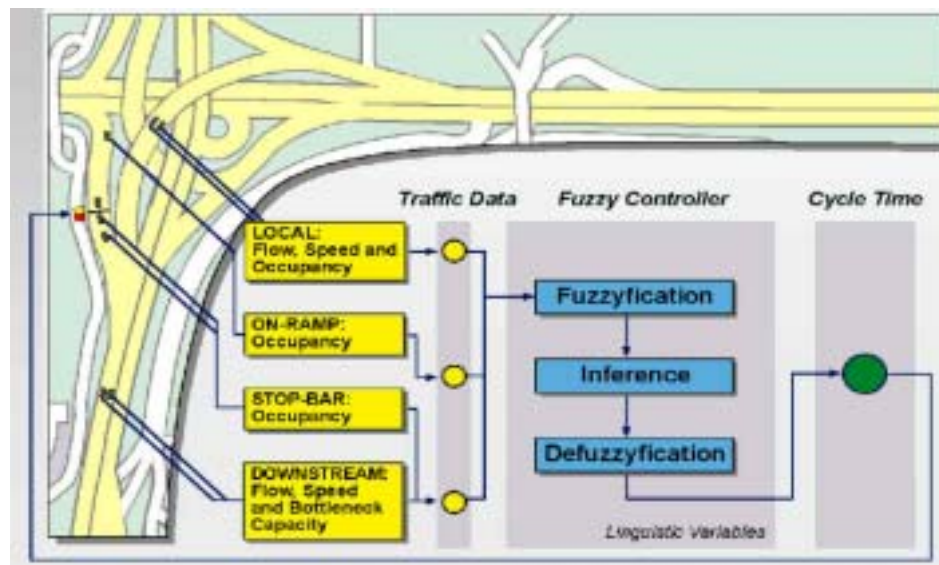 Traffic Data
Fuzzy Controller
Cycle Time
LOCAL:
Flow, Speed and
Occupancy
ON-RAMP:
Occupancy
STOP-BAR:
Occupancy
DOWNSTREAM:
Flow, Speed
and Bottleneck
Capacity
Fuzzyfication
Inference
Defuzzyfication
Linguistic Variables